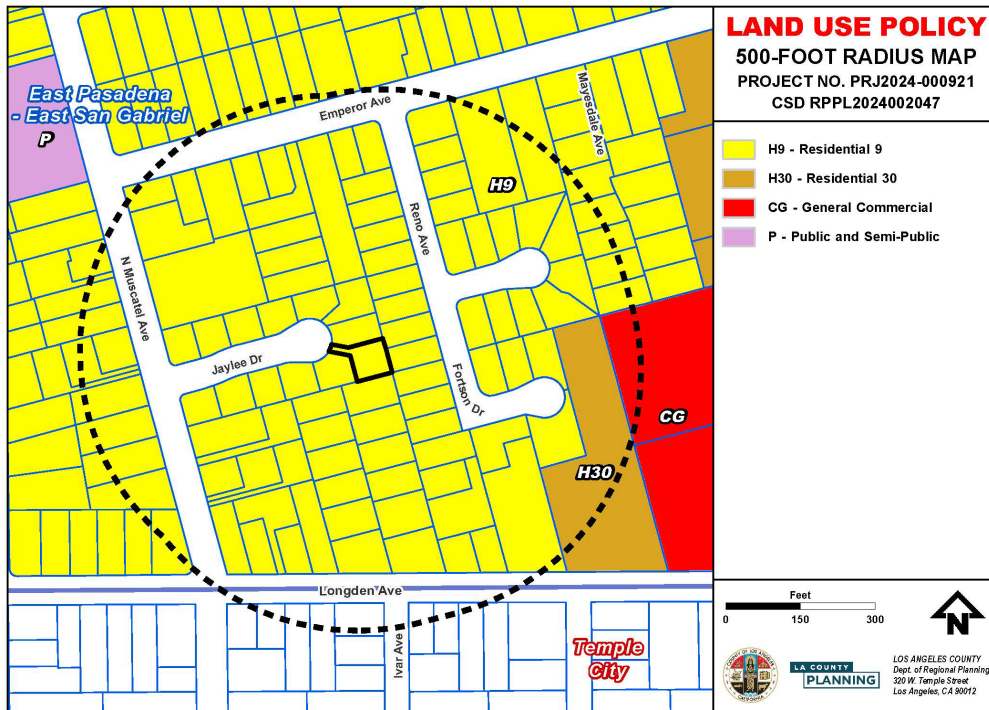 LAND USE POLICY
500-FOOT RADIUS MAP
PROJECT NO. PRJ2024-000921
CSD RPPL2024002047
H9 - Residential 9
H30 - Residential 30
CG - General Commercial
P - Public and Semi-Public
East Pasadena
- East San Gabriel
P
Emperor Ave
Mayesdale Ave
H9
Reno Ave
N Muscatel Ave
Jaylee Dr
Fortson Dr
CG
H30
Longden Ave
Ivar Ave
Temple
City
Feet
0 150 300
N
LA COUNTY
PLANNING
LOS ANGELES COUNTY
Dept. of Regional Planning
320 W. Temple Street
Los Angeles, CA 90012